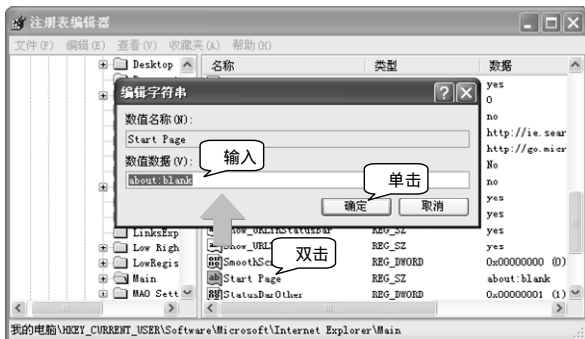 注册表编辑器
文件(F) 编辑(E) 查看(V) 收藏夹(A) 帮助(H)
Desktop 名称 类型 数据
编辑字符串
数值名称(N):
Start Page
数值数据(V):
about:blank
输入
单击
确定 取消
双击
yes
0
no
http://ie.sear
http://go.micr
No
no
yes
yes
LinksExp Show_URLinStatusBar REG_SZ yes
Low Righ Show_URL REG_SZ yes
LowRegis SmoothSc REG_DWORD 0x00000000 (0)
Main Start Page REG_SZ about:blank
MAO Sett StatusBarOther REG_DWORD 0x00000001 (1)
我的电脑\HKEY_CURRENT_USER\Software\Microsoft\Internet Explorer\Main